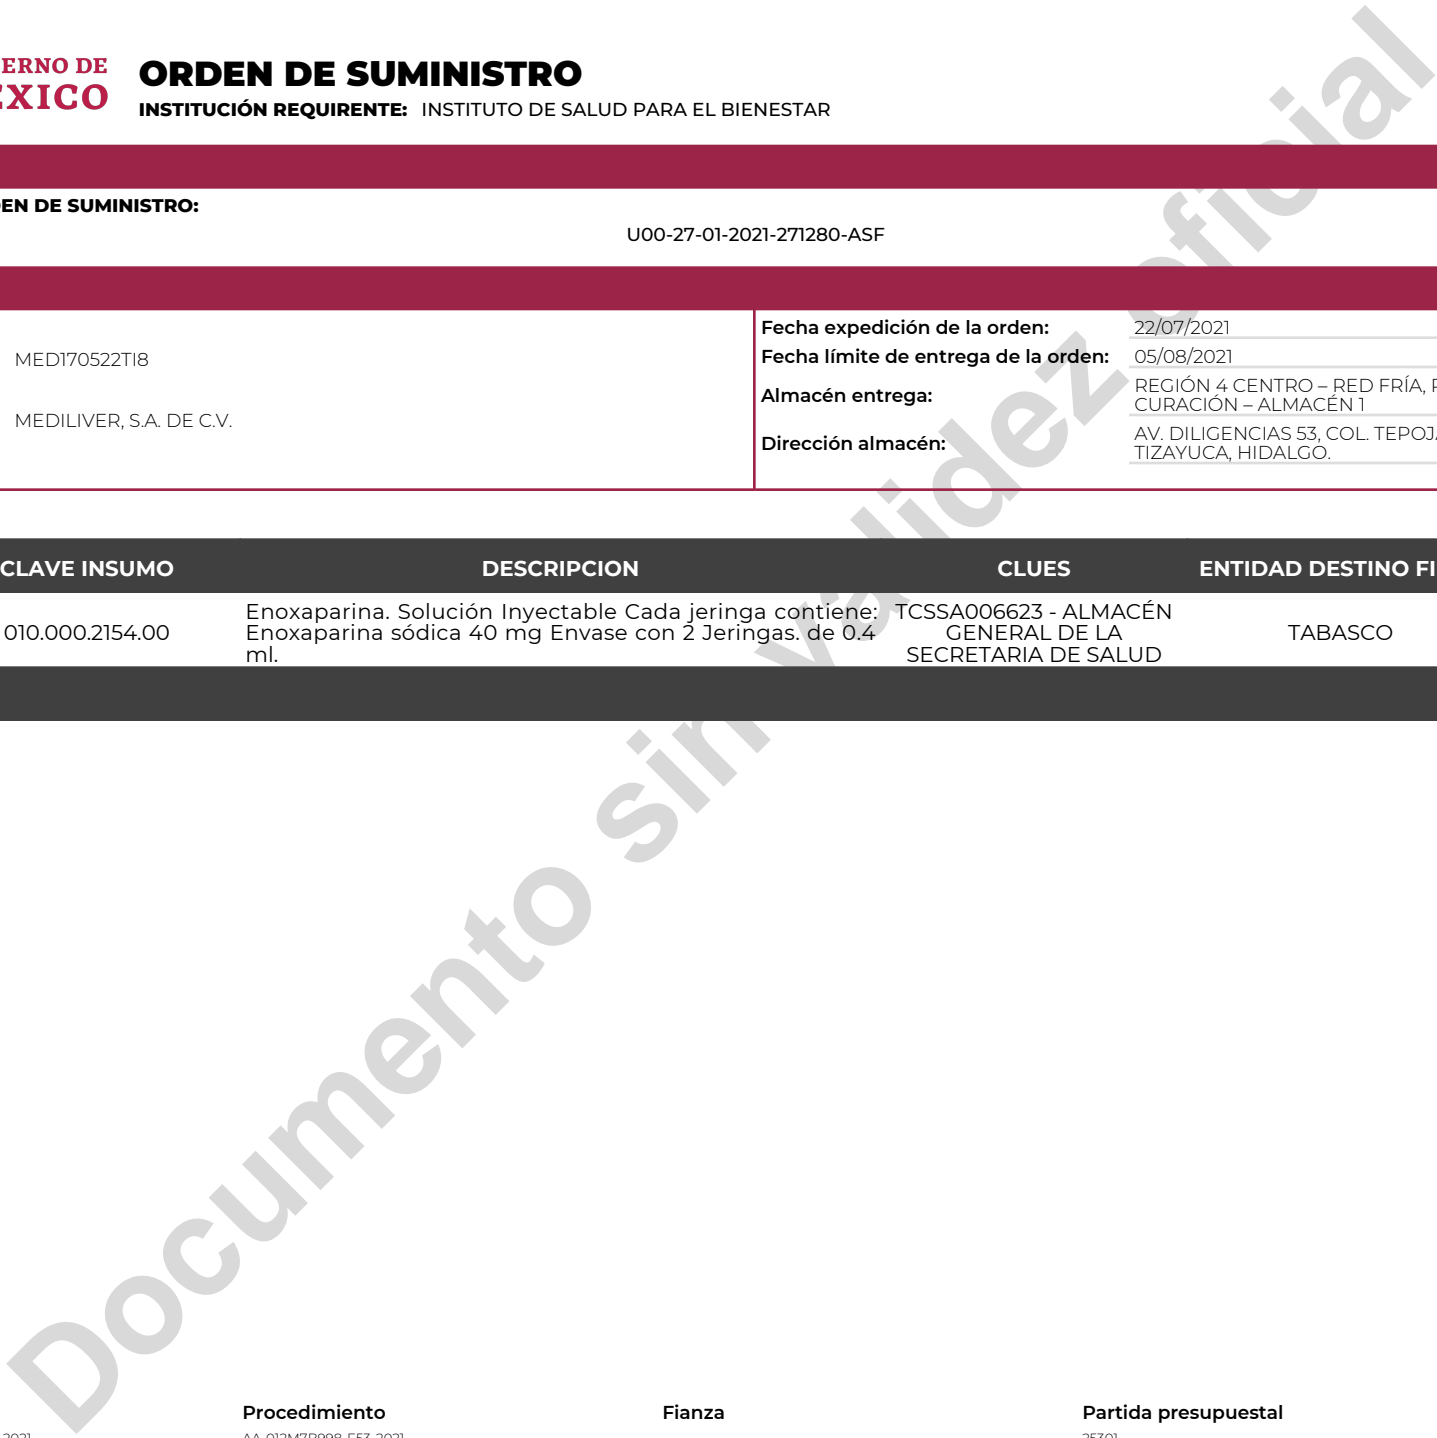 ERNO DE
EXICO
ORDEN DE SUMINISTRO
INSTITUCIÓN REQUIRENTE: INSTITUTO DE SALUD PARA EL BIENESTAR
EN DE SUMINISTRO:
U00-27-01-2021-271280-ASF
MED170522TI8
MEDILIVER, S.A. DE C.V.
Fecha expedición de la orden: 22/07/2021
Fecha límite de entrega de la orden: 05/08/2021
Almacén entrega: REGIÓN 4 CENTRO – RED FRÍA,
CURACIÓN – ALMACÉN 1
Dirección almacén: AV. DILIGENCIAS 53, COL. TEPOJ
TIZAYUCA, HIDALGO.
CLAVE INSUMO DESCRIPCION CLUES ENTIDAD DESTINO FI
010.000.2154.00
Enoxaparina. Solución Inyectable Cada jeringa contiene:
Enoxaparina sódica 40 mg Envase con 2 Jeringas. de 0.4
ml.
TCSSA006623 - ALMACÉN
GENERAL DE LA
SECRETARIA DE SALUD
TABASCO
Documento sin validez oficial
Procedimiento Fianza Partida presupuestal